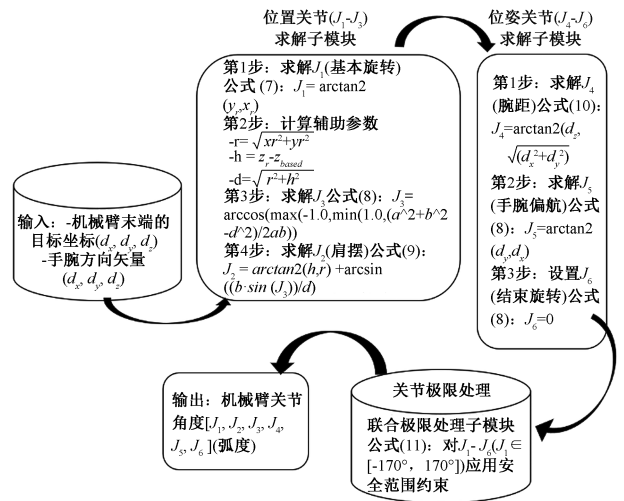 位置关节(J1-J3)
求解子模块
位姿关节(J4-J6)
求解子模块
输入：-机械臂末端的
目标坐标(dx, dy, dz)
-手腕方向矢量
(dx, dy, dz)
第1步：求解J1(基本旋转)
公式 (7)：J1= arctan2
(yr,xr)
第2步：计算辅助参数
-r=√xr²+yr²
-h = zr-zbased
-d=√r²+h²
第3步：求解J3公式(8)：J3=
arccos(max(-1.0,min(1.0,(a^2+b^2
-d^2)/2ab))
第4步：求解J2(肩摆)公式(9)：
J2 = arctan2(h,r) +arcsin
((b·sin (J3))/d)
第1步：求解J4
(腕距)公式(10)：
J4=arctan2(dz,
√(dx²+dy²)
第2步：求解J5
(手腕偏航)公式
(8)：J5=arctan2
(dy,dx)
第3步：设置J6
(结束旋转)公式
(8)：J6=0
关节极限处理
联合极限处理子模块
公式(11)：对J1- J6(J1∈
[-170°，170°])应用安
全范围约束
输出：机械臂关节
角度[J1, J2, J3, J4,
J5, J6 ](弧度)